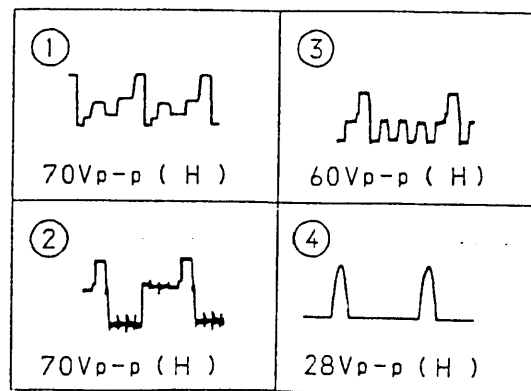 ①
70Vp-p ( H )
②
70Vp-p ( H )
③
60Vp-p ( H )
④
28Vp-p ( H )